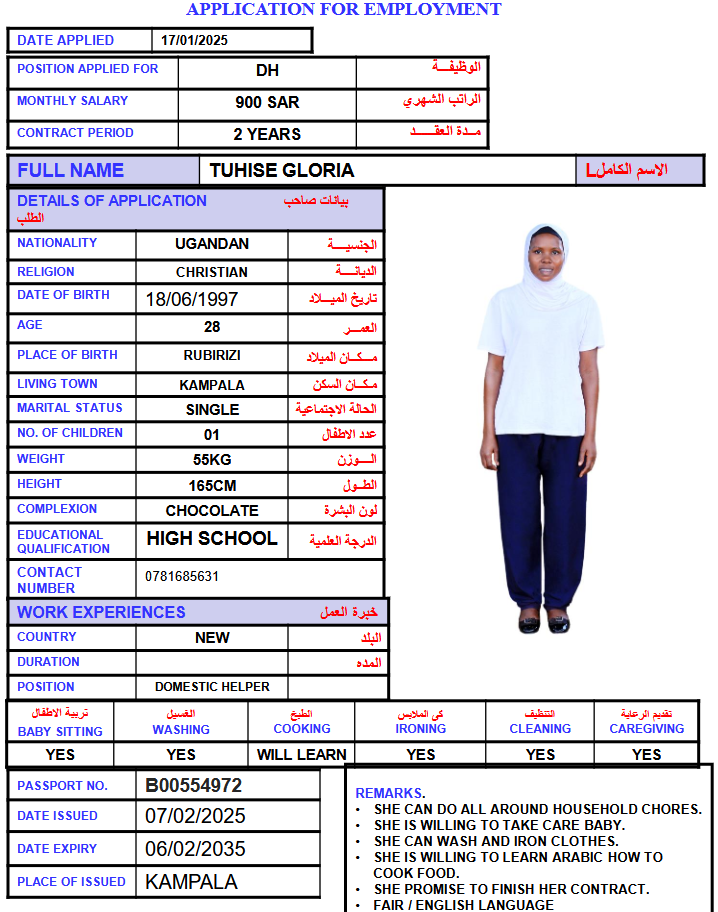 APPLICATION FOR EMPLOYMENT
DATE APPLIED 17/01/2025
POSITION APPLIED FOR DH الوظيفـــة
MONTHLY SALARY 900 SAR الراتب الشهري
CONTRACT PERIOD 2 YEARS مــدة العقـــــد
FULL NAME TUHISE GLORIA الاسم الكاملL
DETAILS OF APPLICATION بيانات صاحب
الطلب
NATIONALITY UGANDAN الجنسيـــة
RELIGION CHRISTIAN الديانـــة
DATE OF BIRTH 18/06/1997 تاريخ الميــلاد
AGE 28 العمــر
PLACE OF BIRTH RUBIRIZI مــكــان الميلاد
LIVING TOWN KAMPALA مـكــان السكن
MARITAL STATUS SINGLE الحالة الاجتماعية
NO. OF CHILDREN 01 عدد الاطفال
WEIGHT 55KG الـــوزن
HEIGHT 165CM الطــول
COMPLEXION CHOCOLATE لون البشرة
EDUCATIONAL QUALIFICATION HIGH SCHOOL الدرجة العلمية
CONTACT NUMBER 0781685631
WORK EXPERIENCES خبرة العمل
COUNTRY NEW البلد
DURATION المده
POSITION DOMESTIC HELPER
تربية الاطفال الغسيل الطبخ كي الملابس التنظيف تقديم الرعاية
BABY SITTING WASHING COOKING IRONING CLEANING CAREGIVING
YES YES WILL LEARN YES YES YES
PASSPORT NO. B00554972
DATE ISSUED 07/02/2025
DATE EXPIRY 06/02/2035
PLACE OF ISSUED KAMPALA
REMARKS.
• SHE CAN DO ALL AROUND HOUSEHOLD CHORES.
• SHE IS WILLING TO TAKE CARE BABY.
• SHE CAN WASH AND IRON CLOTHES.
• SHE IS WILLING TO LEARN ARABIC HOW TO
COOK FOOD.
• SHE PROMISE TO FINISH HER CONTRACT.
• FAIR / ENGLISH LANGUAGE